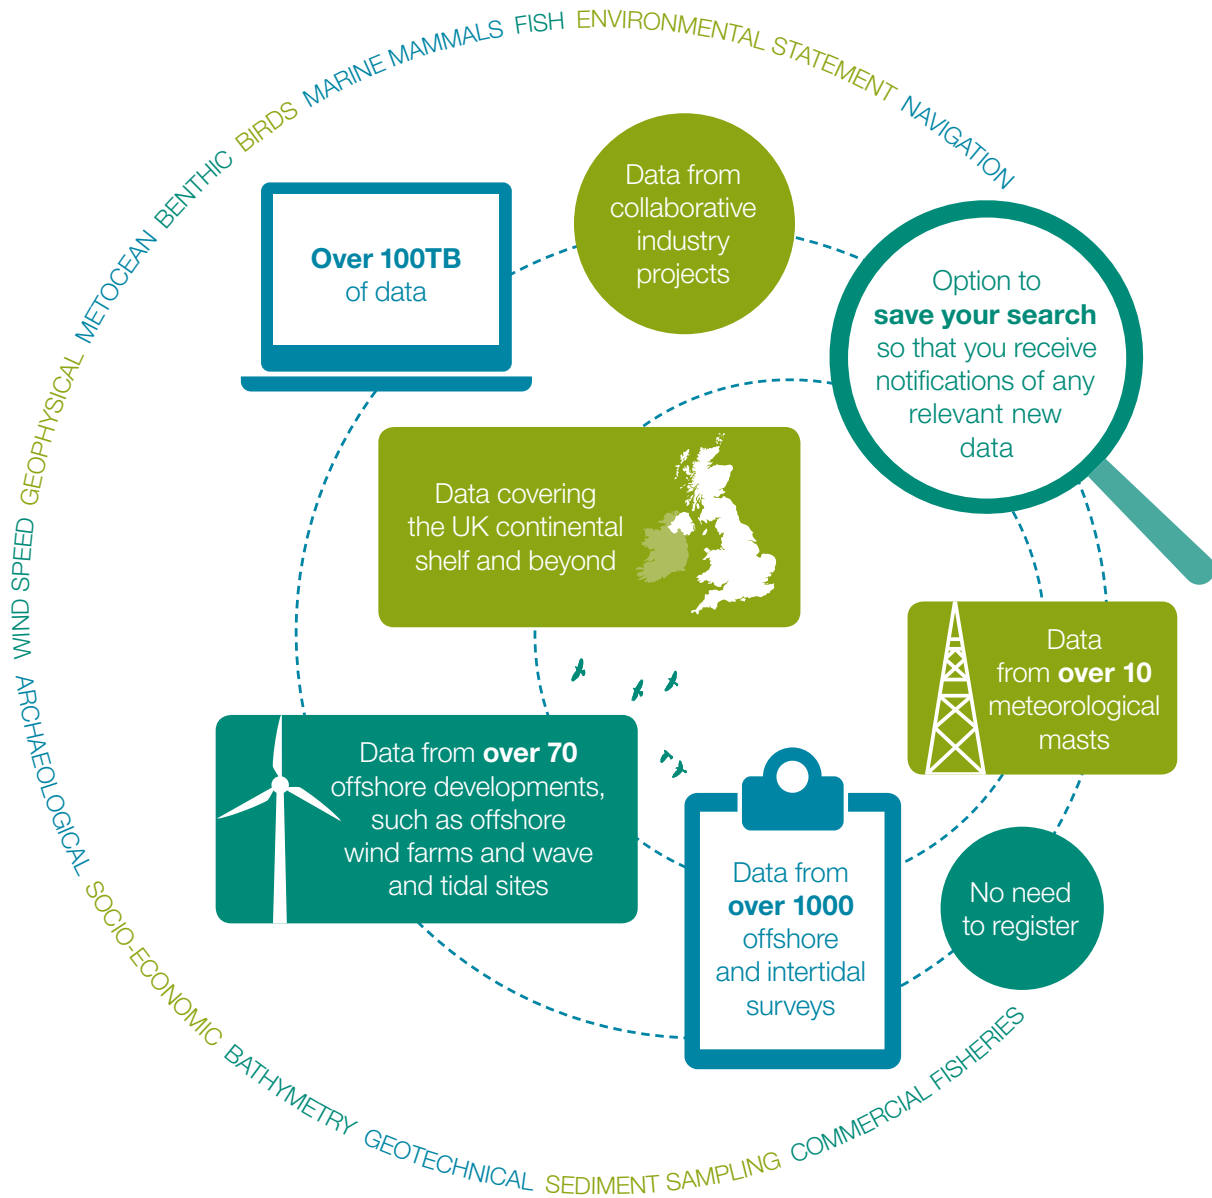 NAVIGATION
ENVIRONMENTAL STATEMENT
FISH
MARINE MAMMALS
BIRDS
BENTHIC
METOCEAN
GEOPHYSICAL
WIND SPEED
ARCHAEOLOGICAL
SOCIO-ECONOMIC
BATHYMETRY
GEOTECHNICAL
SEDIMENT SAMPLING
COMMERCIAL FISHERIES
Over 100TB
of data
Data from
collaborative
industry
projects
Option to
save your search
so that you receive
notifications of any
relevant new
data
Data covering
the UK continental
shelf and beyond
Data
from over 10
meteorological
masts
Data from over 70
offshore developments,
such as offshore
wind farms and wave
and tidal sites
Data from
over 1000
offshore
and intertidal
surveys
No need
to register